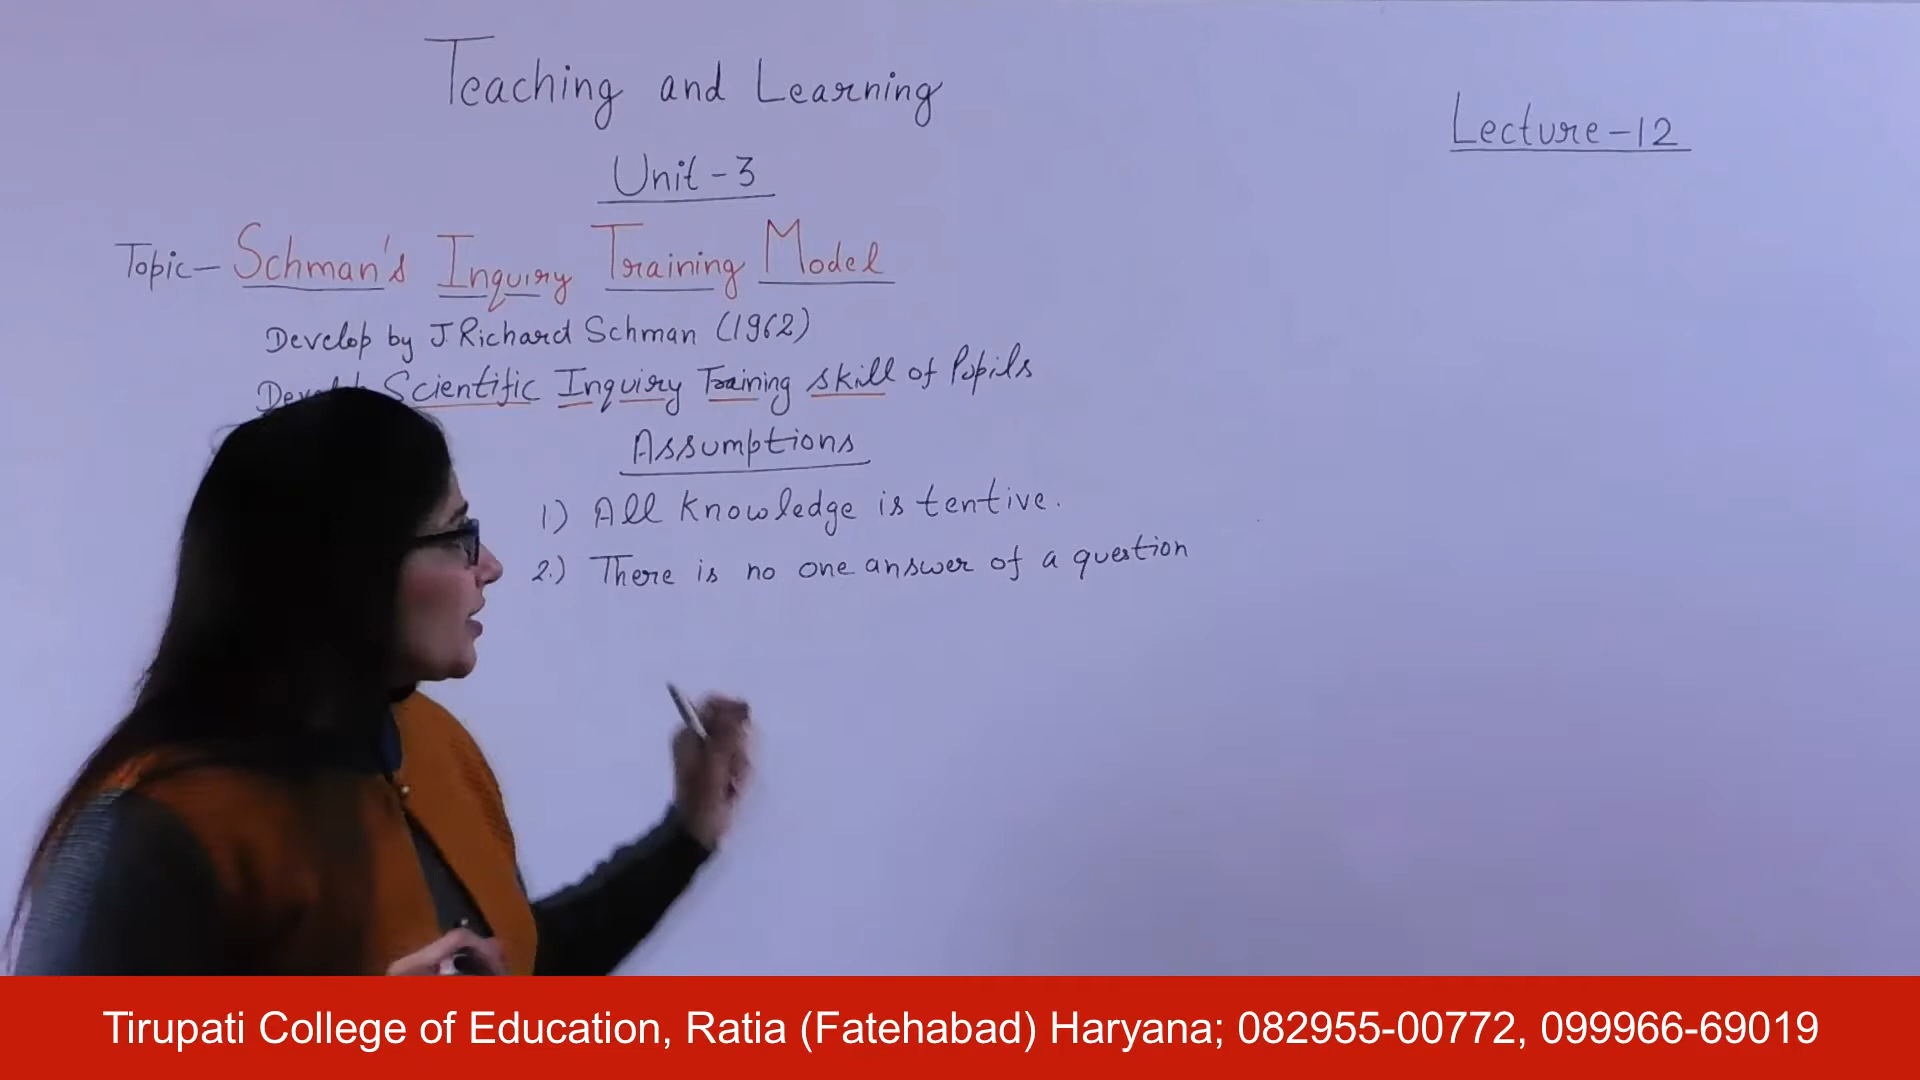 Teaching and Learning
Lecture-12
Unit-3
Topic- Schman's Inquiry Training Model
Develop by J. Richard Schman (1962)
Scientific Inquiry Training skill of Pupils
Assumptions
1) All Knowledge is tentive.
2.) There is no one answer of a question
Tirupati College of Education, Ratia (Fatehabad) Haryana; 082955-00772, 099966-69019